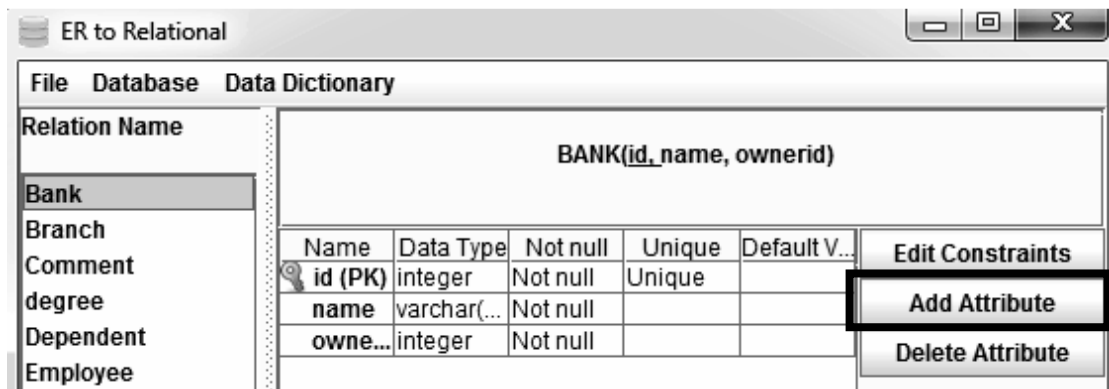 ER to Relational
File Database Data Dictionary
Relation Name
Bank
Branch
Comment
degree
Dependent
Employee
BANK(id, name, ownerid)
Name Data Type Not null Unique Default V...
id (PK) integer Not null Unique
name varchar(... Not null
owne... integer Not null
Edit Constraints
Add Attribute
Delete Attribute